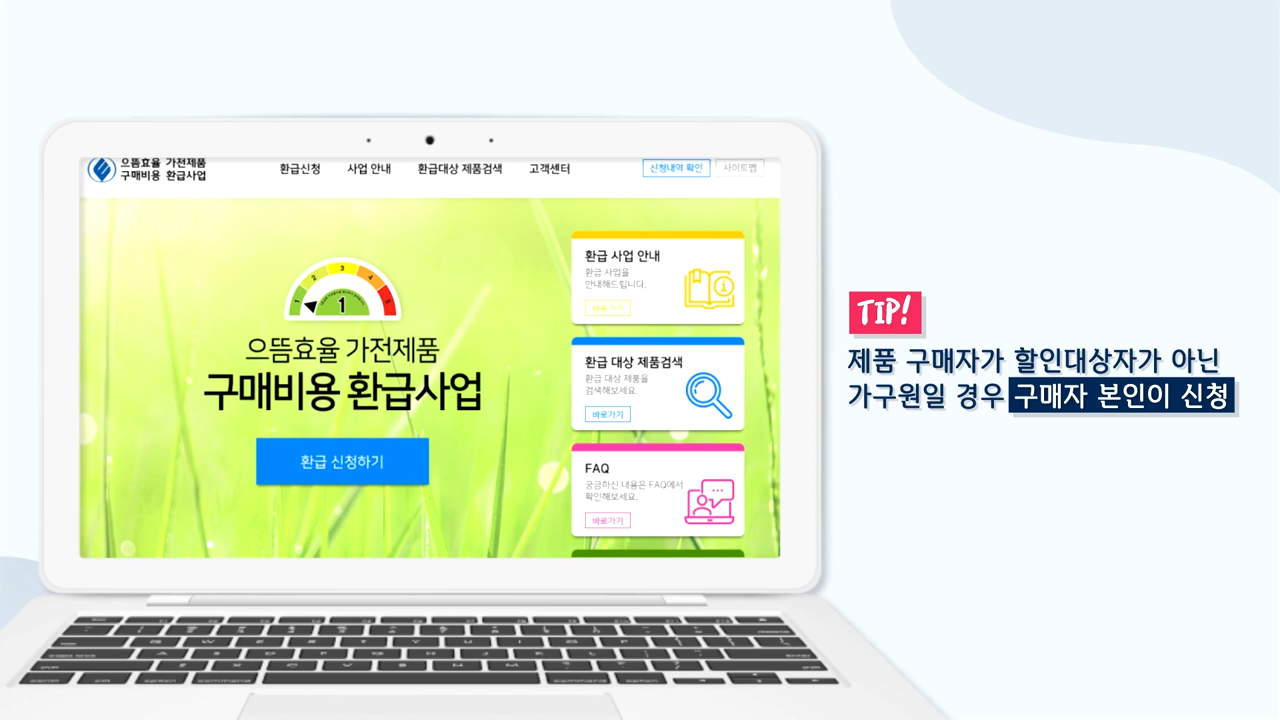 으뜸효율 가전제품
구매비용 환급사업
환급신청 사업 안내 환급대상 제품검색 고객센터
신청내역 확인 사이트맵
1 2 3 4 5
1
으뜸효율 가전제품
구매비용 환급사업
환급 신청하기
환급 사업 안내
환급 사업을
안내해드립니다.
바로가기
환급 대상 제품검색
환급 대상 제품을
검색해보세요.
바로가기
FAQ
궁금하신 내용은 FAQ에서
확인해보세요.
바로가기
TIP!
제품 구매자가 할인대상자가 아닌
가구원일 경우 구매자 본인이 신청